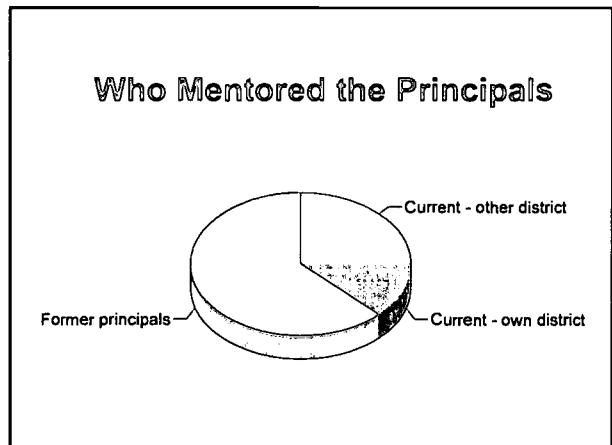 Who Mentored the Principals
Current - other district
Former principals
Current - own district